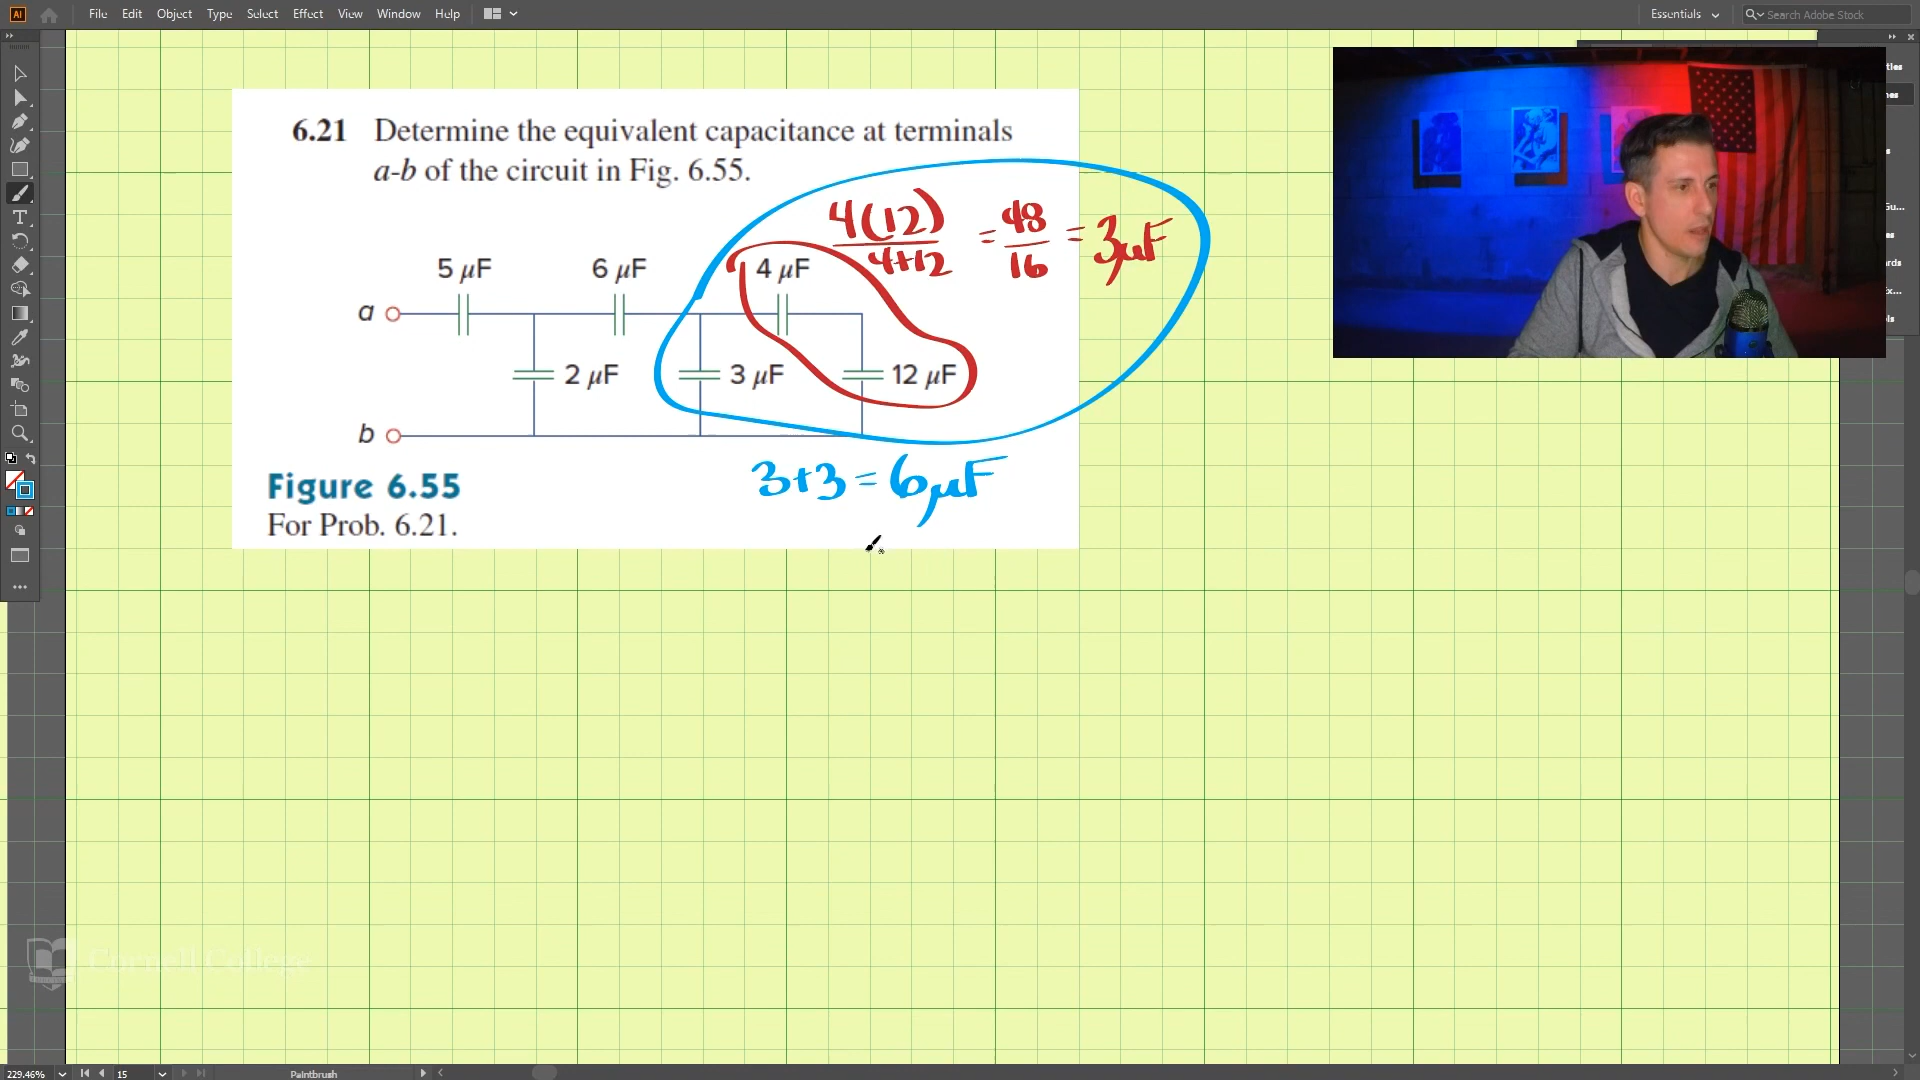 Ai File Edit Object Type Select Effect View Window Help Essentials Search Adobe Stock
6.21 Determine the equivalent capacitance at terminals
a-b of the circuit in Fig. 6.55.
4(12) / 4+12 = 48 / 16 = 3μF
5 μF 6 μF 4 μF
a
2 μF 3 μF 12 μF
b
3+3 = 6μF
Figure 6.55
For Prob. 6.21.
Cornell College
229.46% 15 Paintbrush